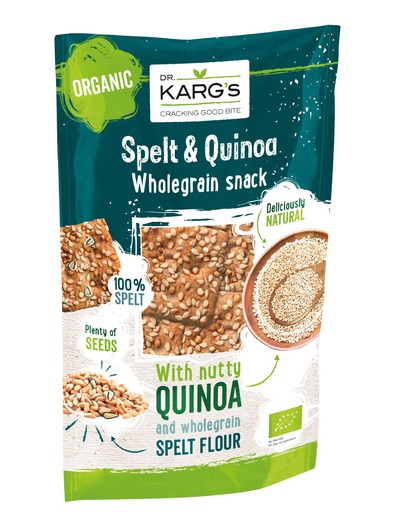 ORGANIC
DR.
KARG's
CRACKING GOOD BITE
Spelt & Quinoa
Wholegrain snack
Deliciously
NATURAL
100%
SPELT
Plenty of
SEEDS
With nutty
QUINOA
and wholegrain
SPELT FLOUR